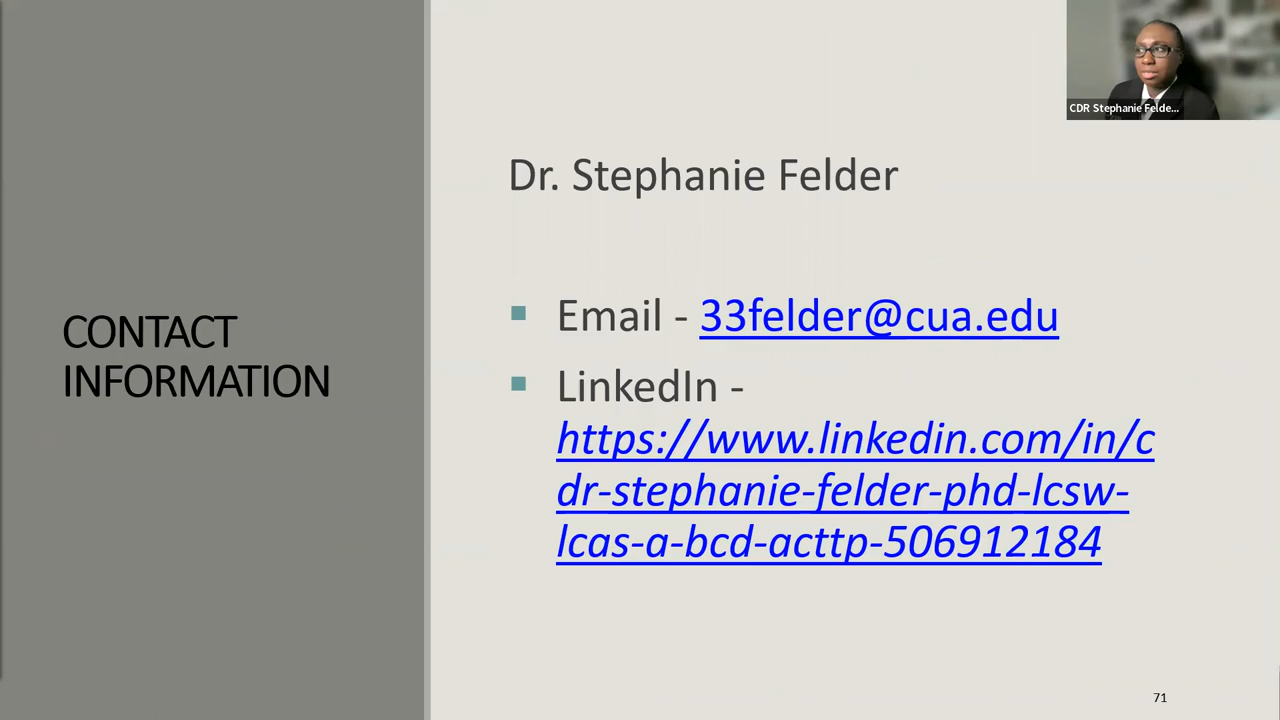 CDR Stephanie Felde...
Dr. Stephanie Felder
CONTACT
INFORMATION
Email - 33felder@cua.edu
LinkedIn -
https://www.linkedin.com/in/c
dr-stephanie-felder-phd-lcsw-
lcas-a-bcd-acttp-506912184
71